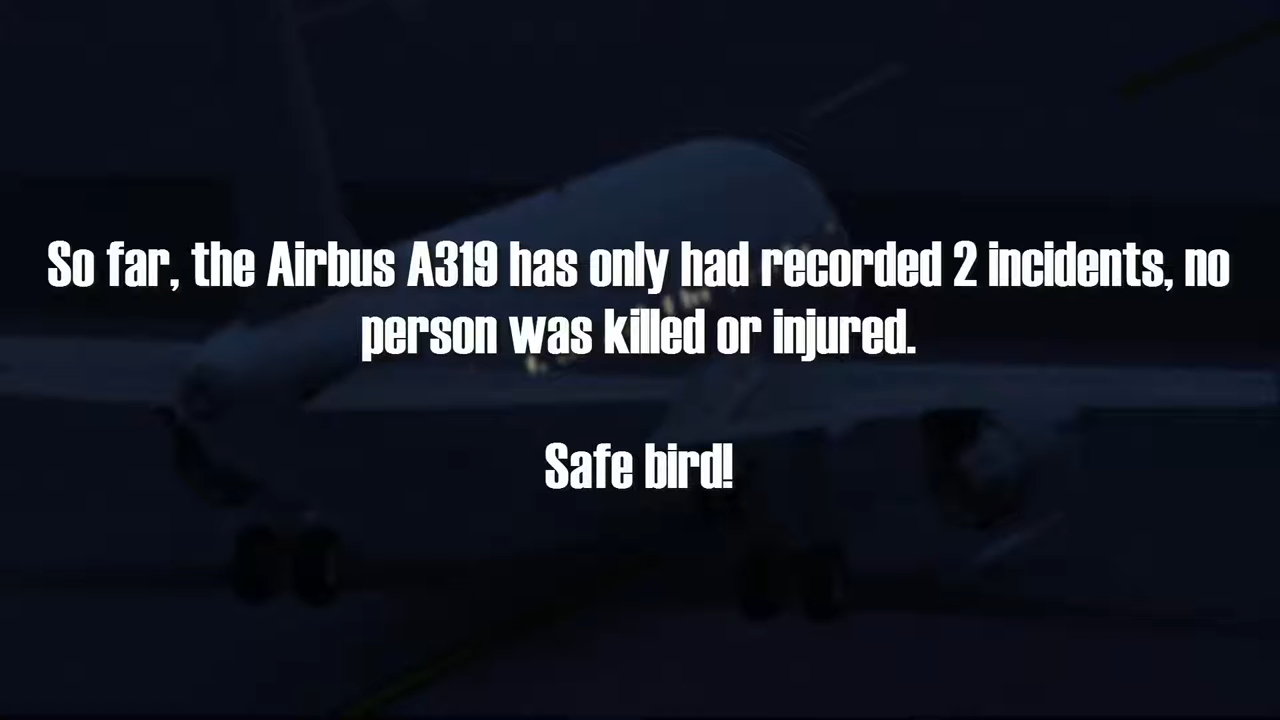 So far, the Airbus A319 has only had recorded 2 incidents, no
person was killed or injured.
Safe bird!